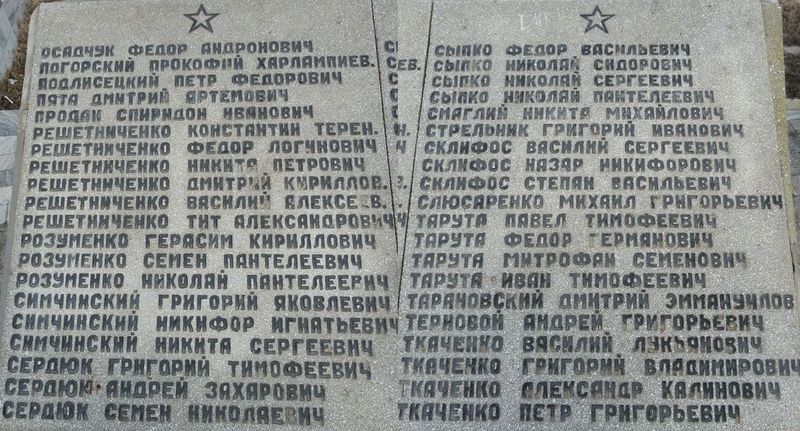 ОСАДЧУК ФЕДОР АНДРОНОВИЧ
ПОГОРСКИЙ ПРОКОФИЙ ХАРЛАМПИЕВ.
ПОДЛИСЕЦКИЙ ПЕТР ФЕДОРОВИЧ
ПЯТА ДМИТРИЙ АРТЕМОВИЧ
ПРОДАН СПИРИДОН ИВАНОВИЧ
РЕШЕТНИЧЕНКО КОНСТАНТИН ТЕРЕН.
РЕШЕТНИЧЕНКО ФЕДОР ЛОГИНОВИЧ
РЕШЕТНИЧЕНКО НИКИТА ПЕТРОВИЧ
РЕШЕТНИЧЕНКО ДМИТРИЙ КИРИЛЛОВ.
РЕШЕТНИЧЕНКО ВАСИЛИЙ АЛЕКСЕЕВ.
РЕШЕТНИЧЕНКО ТИТ АЛЕКСАНДРОВИЧ
РОЗУМЕНКО ГЕРАСИМ КИРИЛЛОВИЧ
РОЗУМЕНКО СЕМЕН ПАНТЕЛЕЕВИЧ
РОЗУМЕНКО НИКОЛАЙ ПАНТЕЛЕЕВИЧ
СИМЧИНСКИЙ ГРИГОРИЙ ЯКОВЛЕВИЧ
СИМЧИНСКИЙ НИКИФОР ИГНАТЬЕВИЧ
СИМЧИНСКИЙ НИКИТА СЕРГЕЕВИЧ
СЕРДЮК ГРИГОРИЙ ТИМОФЕЕВИЧ
СЕРДЮК АНДРЕЙ ЗАХАРОВИЧ
СЕРДЮК СЕМЕН НИКОЛАЕВИЧ
СЫПКО ФЕДОР ВАСИЛЬЕВИЧ
СЫПКО НИКОЛАЙ СИДОРОВИЧ
СЫПКО НИКОЛАЙ СЕРГЕЕВИЧ
СЫПКО НИКОЛАЙ ПАНТЕЛЕЕВИЧ
СМАГЛИЙ НИКИТА МИХАЙЛОВИЧ
СТРЕЛЬНИК ГРИГОРИЙ ИВАНОВИЧ
СКЛИФОС ВАСИЛИЙ СЕРГЕЕВИЧ
СКЛИФОС НАЗАР НИКИФОРОВИЧ
СКЛИФОС СТЕПАН ВАСИЛЬЕВИЧ
СЛЮСАРЕНКО МИХАИЛ ГРИГОРЬЕВИЧ
ТАРУТА ПАВЕЛ ТИМОФЕЕВИЧ
ТАРУТА ФЕДОР ГЕРМАНОВИЧ
ТАРУТА МИТРОФАН СЕМЕНОВИЧ
ТАРУТА ИВАН ТИМОФЕЕВИЧ
ТАРАНОВСКИЙ ДМИТРИЙ ЭММАНУИЛОВ
ТЕРНОВОЙ АНДРЕЙ ГРИГОРЬЕВИЧ
ТКАЧЕНКО ВАСИЛИЙ ЛУКЬЯНОВИЧ
ТКАЧЕНКО ГРИГОРИЙ ВЛАДИМИРОВИЧ
ТКАЧЕНКО АЛЕКСАНДР КАЛИНОВИЧ
ТКАЧЕНКО ПЕТР ГРИГОРЬЕВИЧ